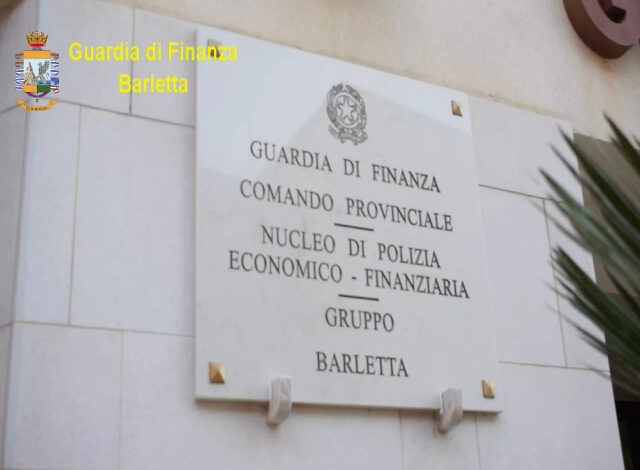 Guardia di Finanza
Barletta
GUARDIA DI FINANZA
COMANDO PROVINCIALE
NUCLEO DI POLIZIA
ECONOMICO - FINANZIARIA
GRUPPO
BARLETTA